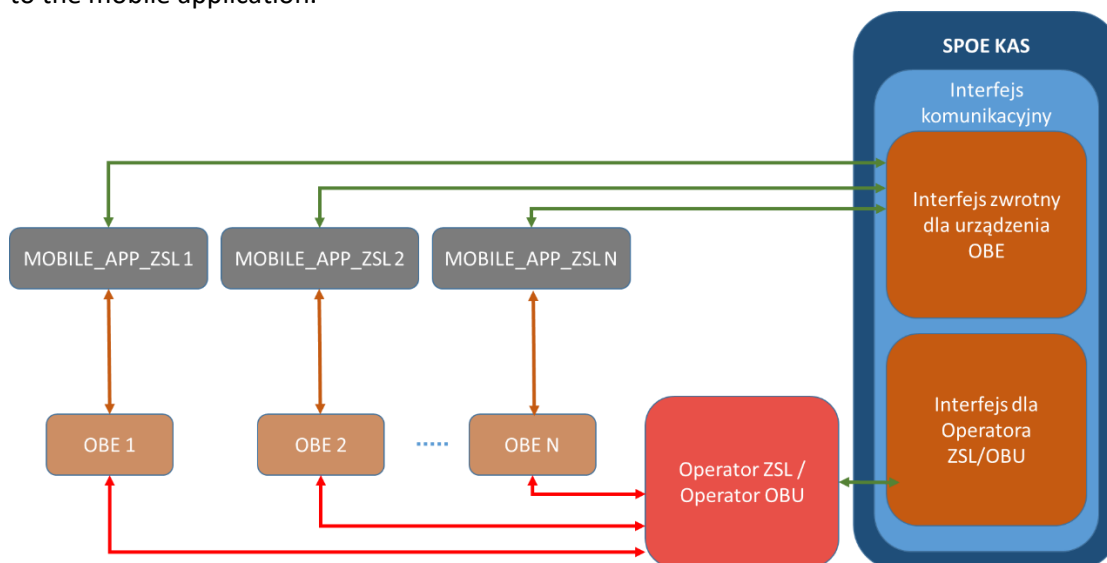 to the mobile application.
SPOE KAS
Interfejs
komunikacyjny
Interfejs zwrotny
dla urządzenia
OBE
MOBILE_APP_ZSL 1
MOBILE_APP_ZSL 2
MOBILE_APP_ZSL N
OBE 1
OBE 2
.....
OBE N
Operator ZSL /
Operator OBU
Interfejs dla
Operatora
ZSL/OBU